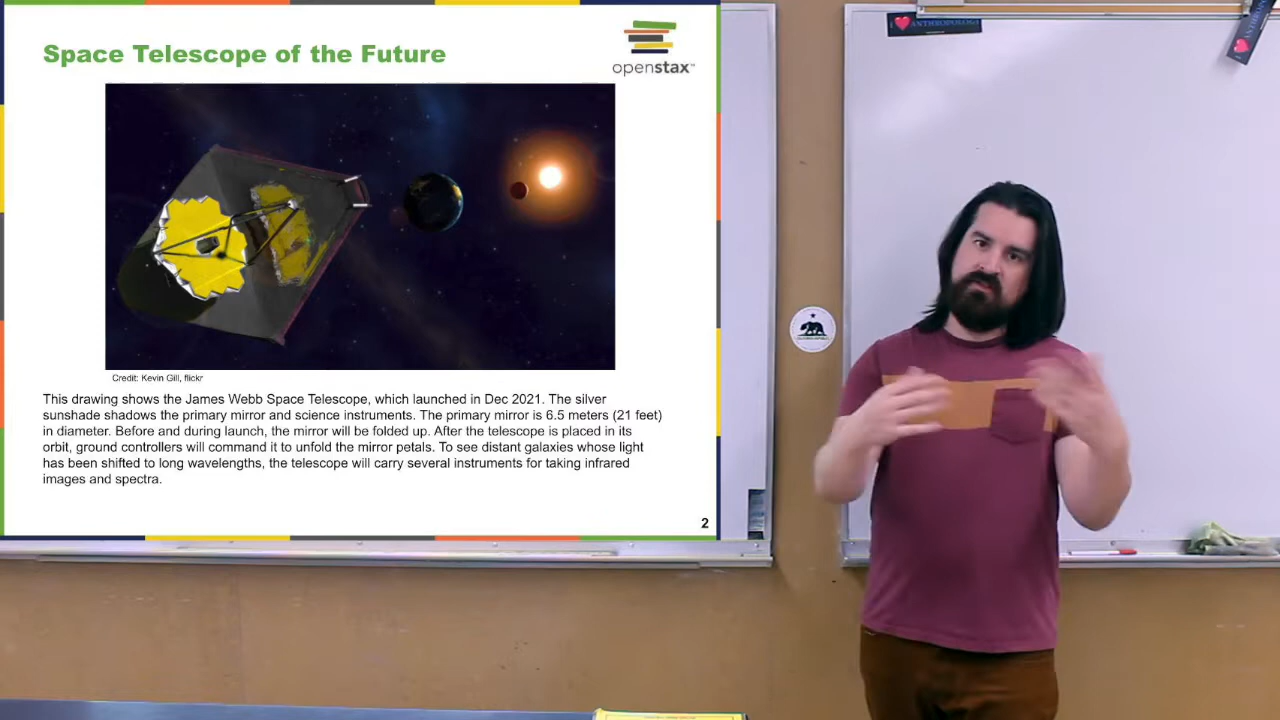 Space Telescope of the Future
openstax™
Credit: Kevin Gill, flickr
This drawing shows the James Webb Space Telescope, which launched in Dec 2021. The silver
sunshade shadows the primary mirror and science instruments. The primary mirror is 6.5 meters (21 feet)
in diameter. Before and during launch, the mirror will be folded up. After the telescope is placed in its
orbit, ground controllers will command it to unfold the mirror petals. To see distant galaxies whose light
has been shifted to long wavelengths, the telescope will carry several instruments for taking infrared
images and spectra.
2
I ❤ ANTHROPOLOGY